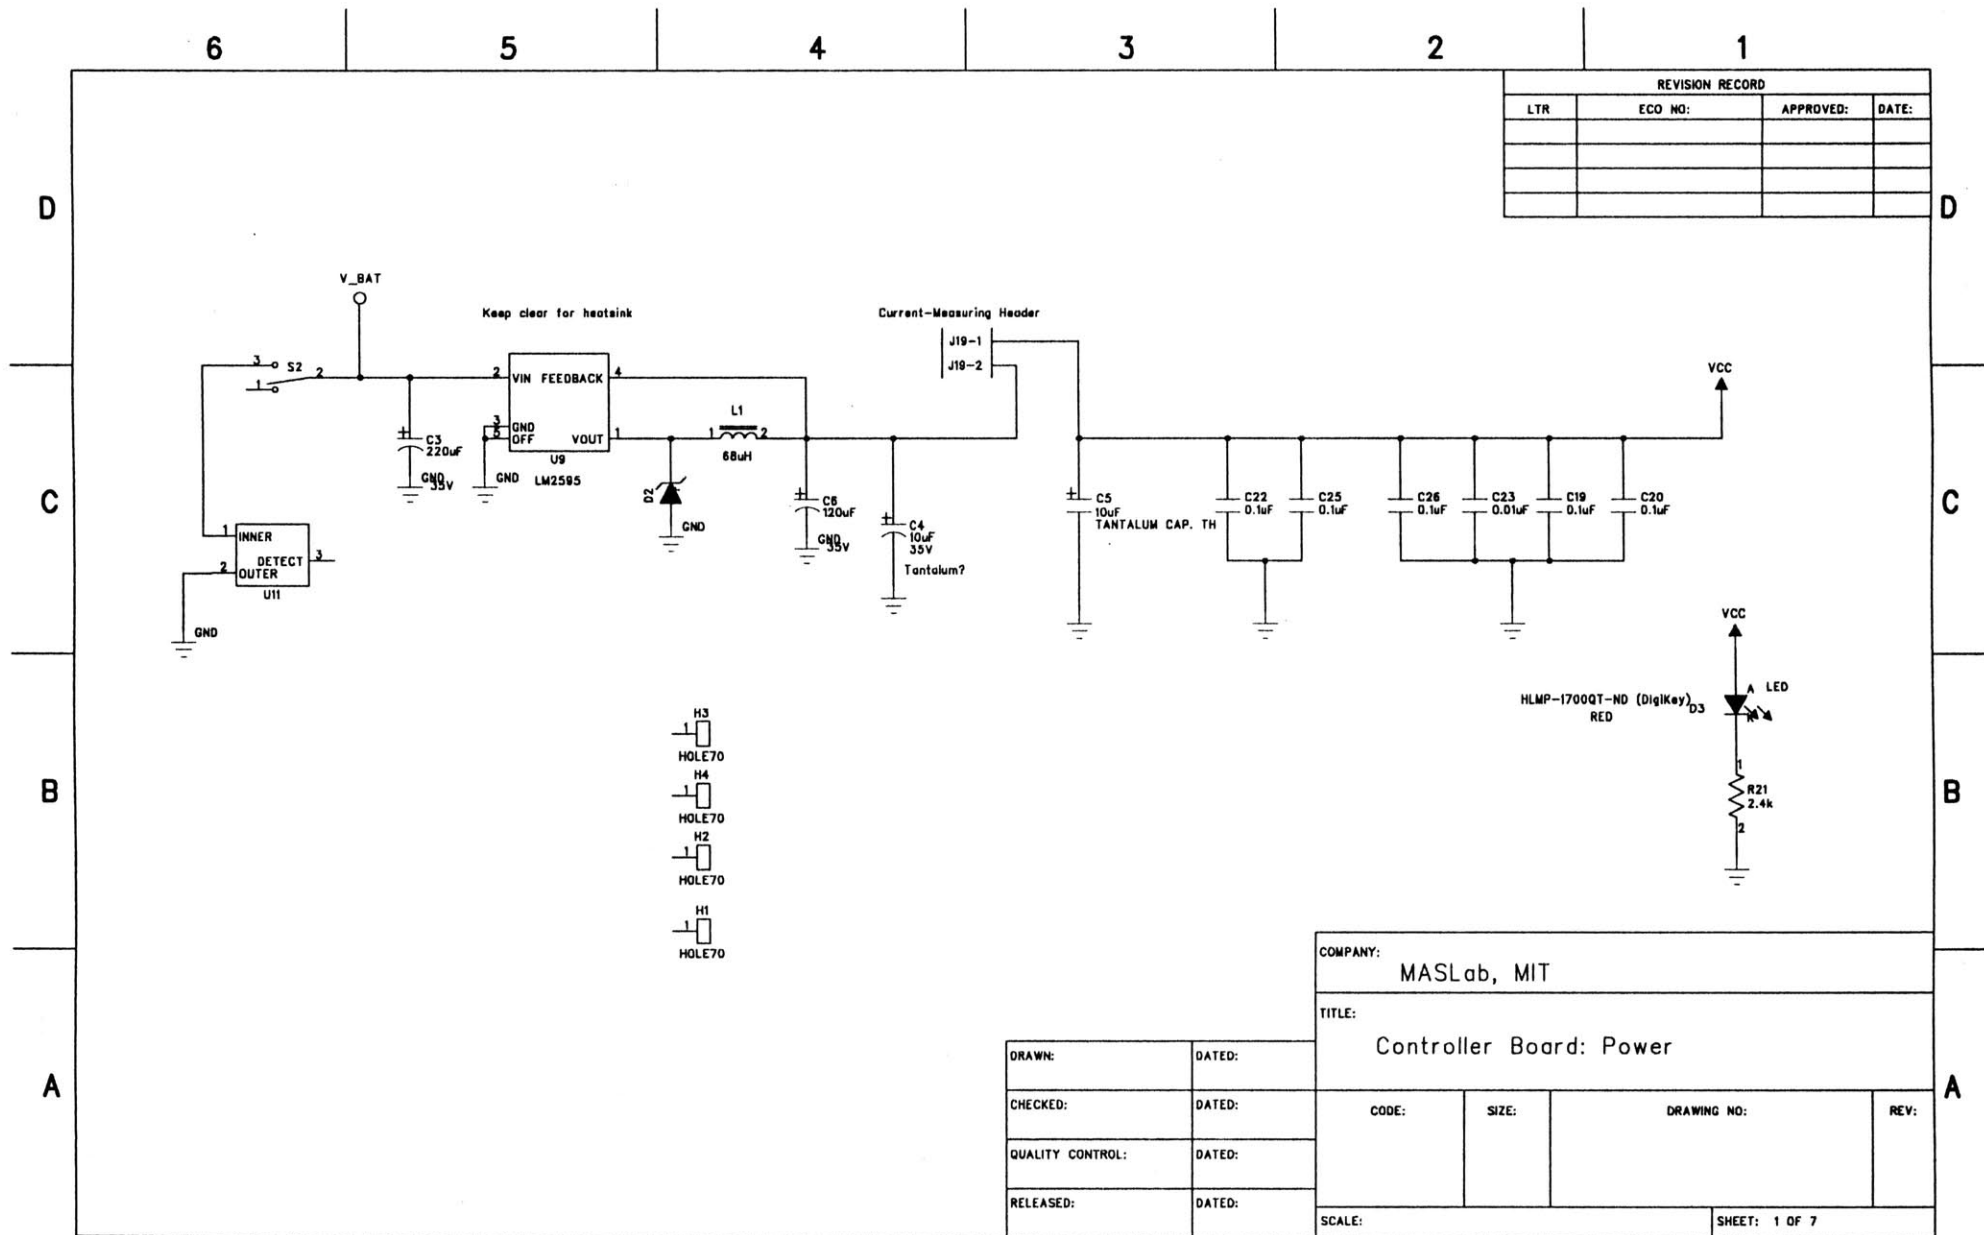 6 5 4 3 2 1
REVISION RECORD
LTR ECO NO: APPROVED: DATE:
D D
V_BAT
Keep clear for heatsink
Current-Measuring Header
J19-1
J19-2
3 S2 2
1
2 VIN FEEDBACK 4
3 GND
OFF VOUT 1
U9
LM2595
+ C3
220uF
GND
35V
GND
L1
1 2
68uH
D2
GND
+ C6
120uF
GND
35V
+ C4
10uF
35V
Tantalum?
+ C5
10uF
TANTALUM CAP. TH
C22
0.1uF
C25
0.1uF
C26
0.1uF
C23
0.01uF
C19
0.1uF
C20
0.1uF
VCC
C C
1 INNER
DETECT 3
2 OUTER
U11
GND
VCC
A LED
HLMP-1700QT-ND (DigiKey) D3
RED
K
1
R21
2.4k
2
H3
1
HOLE70
H4
1
HOLE70
H2
1
HOLE70
H1
1
HOLE70
B B
COMPANY:
MASLab, MIT
TITLE:
Controller Board: Power
DRAWN: DATED:
CHECKED: DATED:
QUALITY CONTROL: DATED:
RELEASED: DATED:
A A
CODE: SIZE: DRAWING NO: REV:
SCALE: SHEET: 1 OF 7